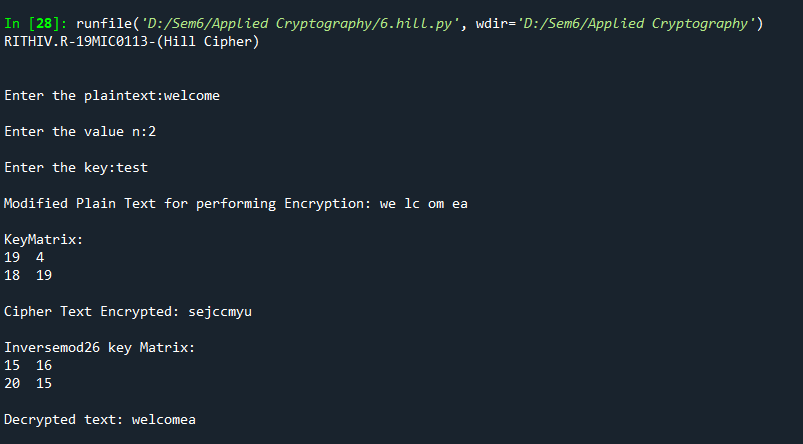 In [28]: runfile('D:/Sem6/Applied Cryptography/6.hill.py', wdir='D:/Sem6/Applied Cryptography')
RITHIV.R-19MIC0113-(Hill Cipher)
Enter the plaintext:welcome
Enter the value n:2
Enter the key:test
Modified Plain Text for performing Encryption: we lc om ea
KeyMatrix:
19  4
18  19
Cipher Text Encrypted: sejccmyu
Inversemod26 key Matrix:
15  16
20  15
Decrypted text: welcomea